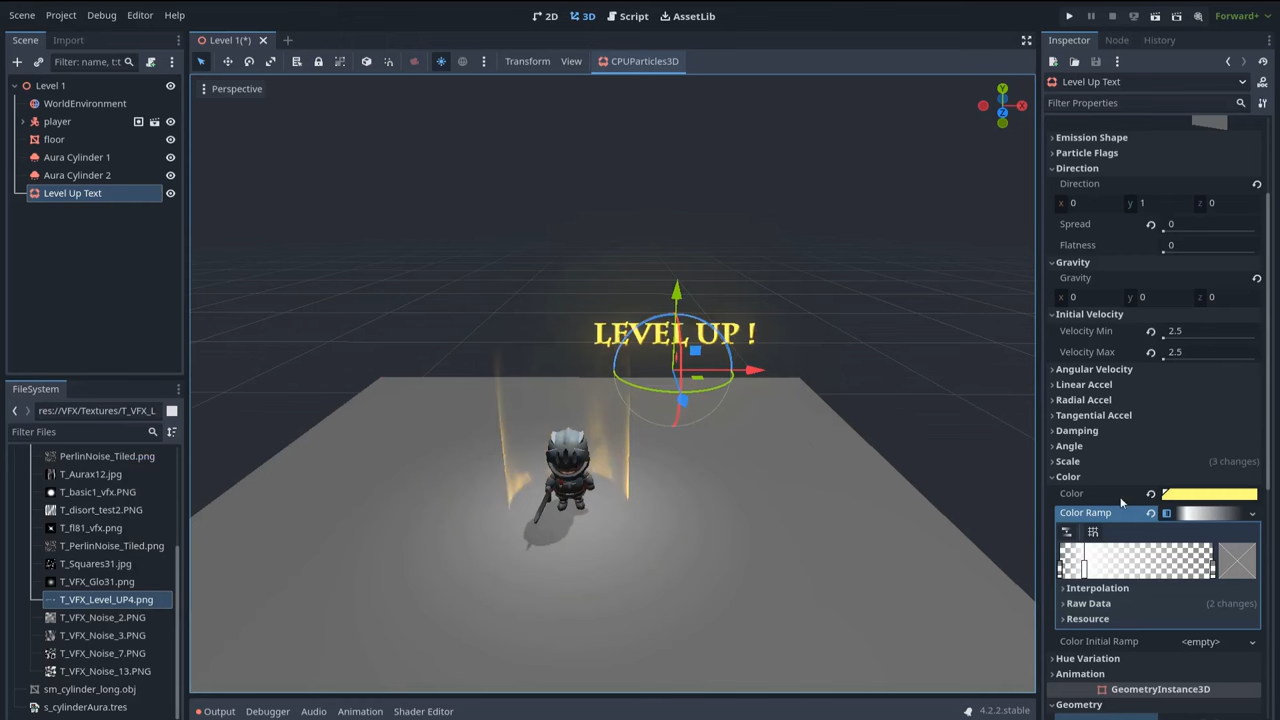 Scene Project Debug Editor Help
2D 3D Script AssetLib
Forward+
Scene Import
Filter: name, t:t
Level 1
WorldEnvironment
player
floor
Aura Cylinder 1
Aura Cylinder 2
Level Up Text
FileSystem
res://VFX/Textures/T_VFX_L
Filter Files
PerlinNoise_Tiled.png
T_Aurax12.jpg
T_basic1_vfx.PNG
T_disort_test2.PNG
T_fl81_vfx.png
T_PerlinNoise_Tiled.png
T_Squares31.jpg
T_VFX_Glo31.png
T_VFX_Level_UP4.png
T_VFX_Noise_2.PNG
T_VFX_Noise_3.PNG
T_VFX_Noise_7.PNG
T_VFX_Noise_13.PNG
sm_cylinder_long.obj
s_cylinderAura.tres
Level 1(*)
Transform View CPUParticles3D
Perspective
Y
X
Z
LEVEL UP !
Output Debugger Audio Animation Shader Editor
4.2.2.stable
Inspector Node History
Level Up Text
Filter Properties
Emission Shape
Particle Flags
Direction
Direction
x 0 y 1 z 0
Spread 0
Flatness 0
Gravity
Gravity
x 0 y 0 z 0
Initial Velocity
Velocity Min 2.5
Velocity Max 2.5
Angular Velocity
Linear Accel
Radial Accel
Tangential Accel
Damping
Angle
Scale (3 changes)
Color
Color
Color Ramp
Interpolation
Raw Data (2 changes)
Resource
Color Initial Ramp <empty>
Hue Variation
Animation
GeometryInstance3D
Geometry